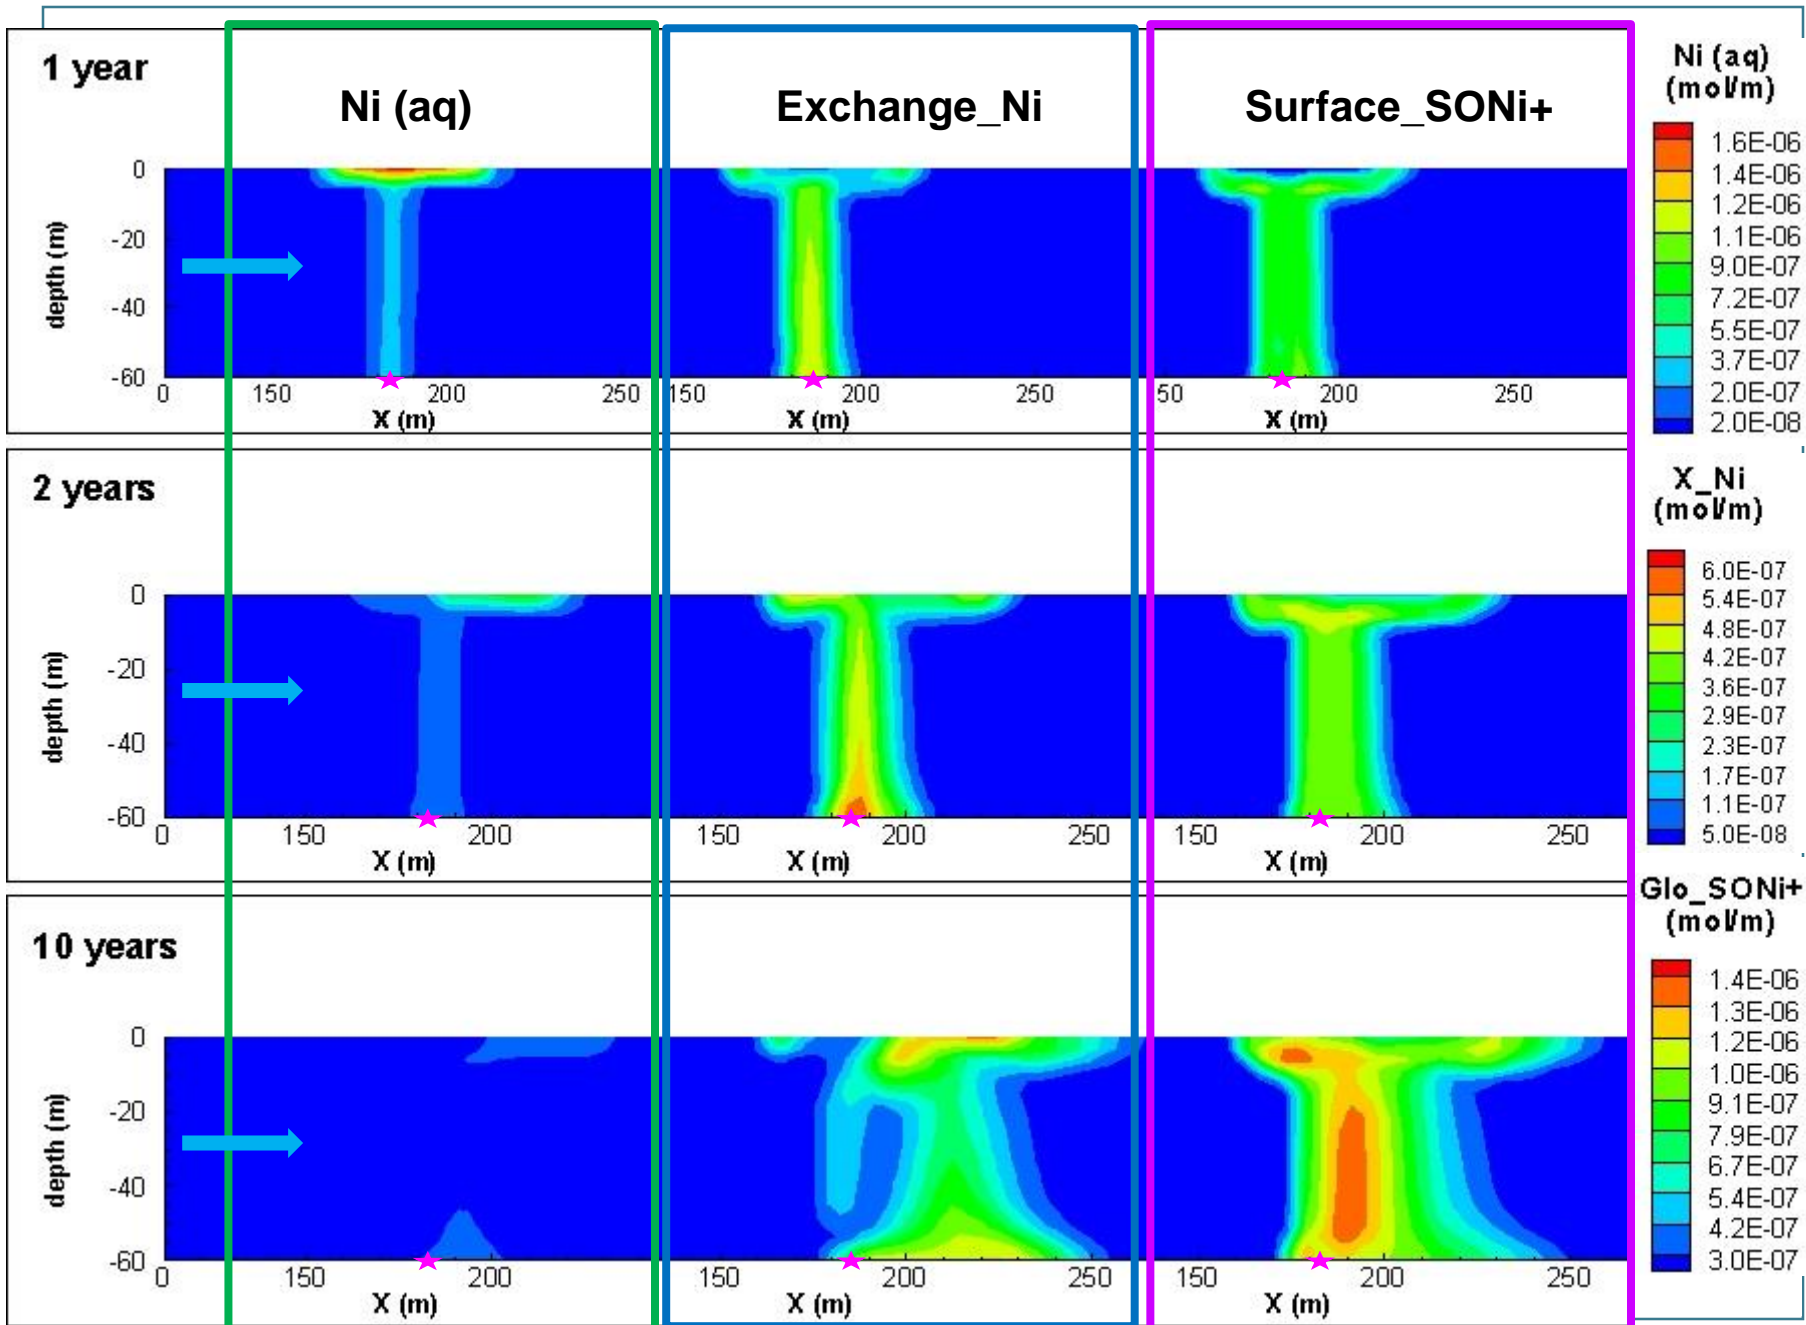 1 year
Ni (aq)
Exchange_Ni
Surface_SONi+
depth (m)
0
-20
-40
-60
0 150 200 250 150 200 250 50 200 250
X (m) X (m) X (m)
Ni (aq)
(mol/m)
1.6E-06
1.4E-06
1.2E-06
1.1E-06
9.0E-07
7.2E-07
5.5E-07
3.7E-07
2.0E-07
2.0E-08
2 years
depth (m)
0
-20
-40
-60
0 150 200 150 200 250 150 200 250
X (m) X (m) X (m)
X_Ni
(mol/m)
6.0E-07
5.4E-07
4.8E-07
4.2E-07
3.6E-07
2.9E-07
2.3E-07
1.7E-07
1.1E-07
5.0E-08
10 years
depth (m)
0
-20
-40
-60
0 150 200 150 200 250 150 200 250
X (m) X (m) X (m)
Glo_SONi+
(mol/m)
1.4E-06
1.3E-06
1.2E-06
1.0E-06
9.1E-07
7.9E-07
6.7E-07
5.4E-07
4.2E-07
3.0E-07